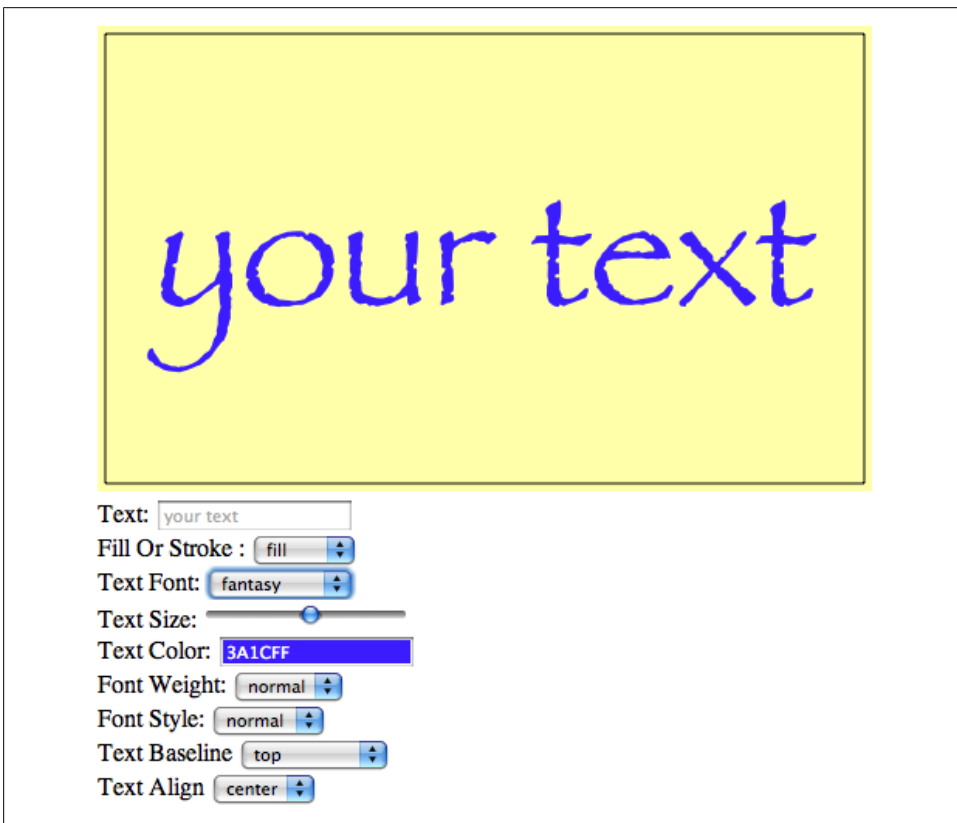 your text
Text: your text
Fill Or Stroke : fill
Text Font: fantasy
Text Size:
Text Color: 3A1CFF
Font Weight: normal
Font Style: normal
Text Baseline top
Text Align center